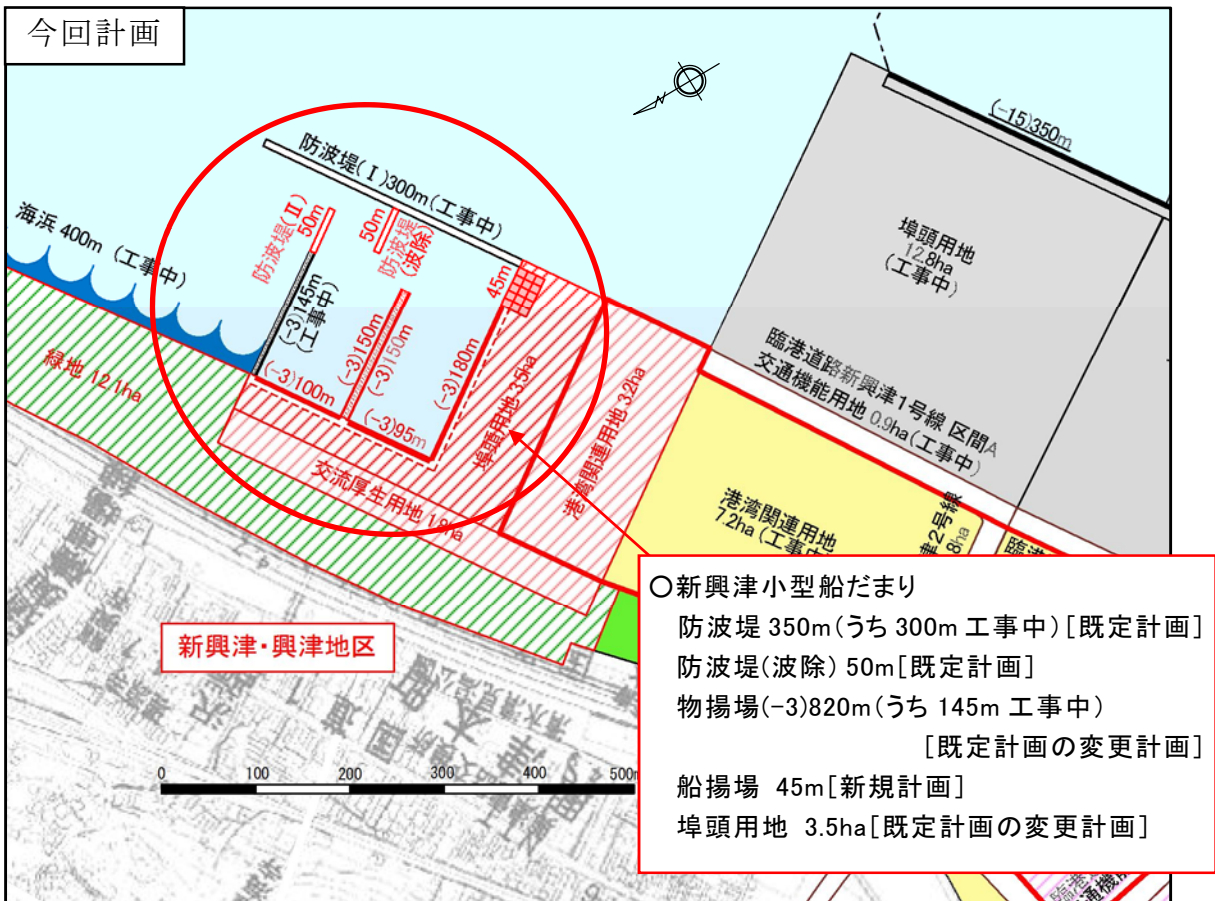 今回計画
(-15)350m
防波堤(Ⅰ)300m(工事中)
防波堤(Ⅱ)
50m
50m
防波堤
(波除)
海浜 400m (工事中)
45m
埠頭用地
12.8ha
(工事中)
(-3)145m
(工事中)
(-3)150m
(-3)150m
(-3)180m
(-3)100m
(-3)95m
緑地 12.1ha
埠頭用地 3.5ha
港湾関連用地 3.2ha
臨港道路新興津1号線 区間A
交通機能用地 0.9ha(工事中)
交流厚生用地 1.8ha
港湾関連用地
7.2ha (工事中
津2号線
8ha
臨港
新興津・興津地区
0 100 200 300 400 500m
○新興津小型船だまり
防波堤 350m(うち 300m 工事中)[既定計画]
防波堤(波除) 50m[既定計画]
物揚場(-3)820m(うち 145m 工事中)
[既定計画の変更計画]
船揚場 45m[新規計画]
埠頭用地 3.5ha[既定計画の変更計画]